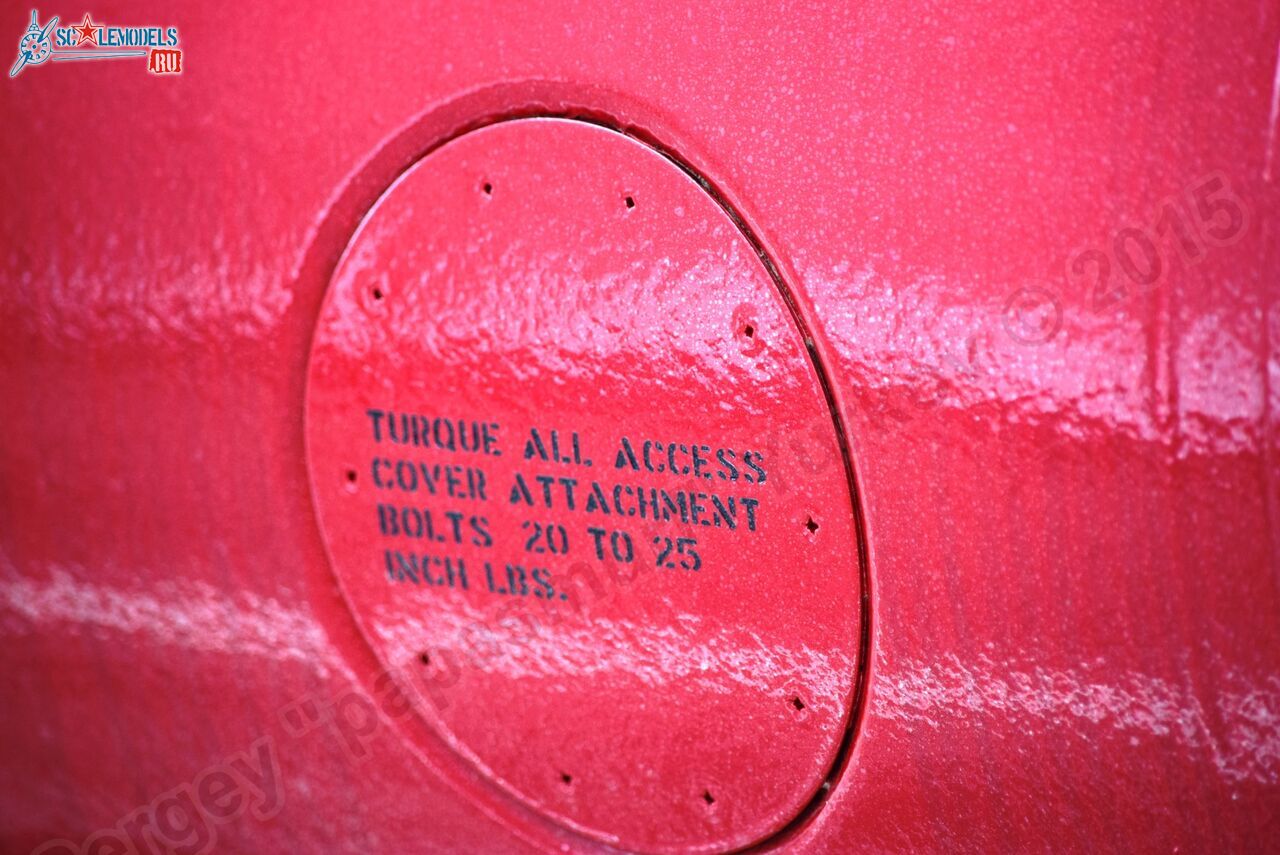 SCALEMODELS
RU
TURQUE ALL ACCESS
COVER ATTACHMENT
BOLTS 20 TO 25
INCH LBS.
© 2015